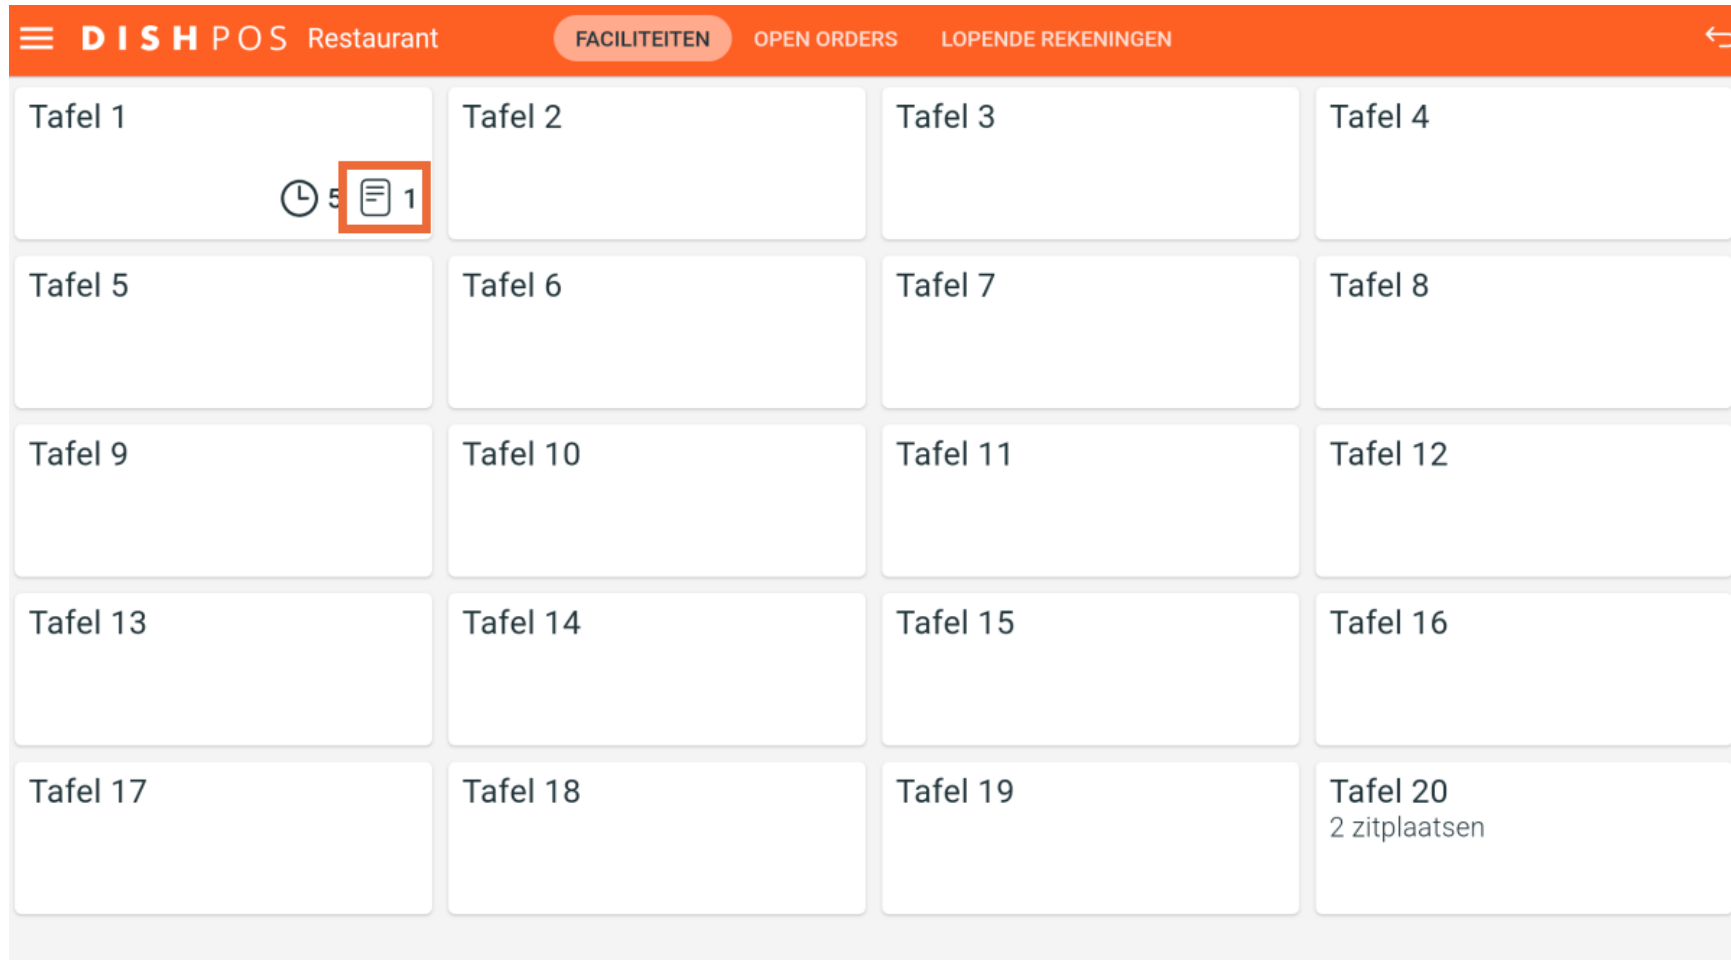 DISHPOS Restaurant FACILITEITEN OPEN ORDERS LOPENDE REKENINGEN
Tafel 1 Tafel 2 Tafel 3 Tafel 4
5 1
Tafel 5 Tafel 6 Tafel 7 Tafel 8
Tafel 9 Tafel 10 Tafel 11 Tafel 12
Tafel 13 Tafel 14 Tafel 15 Tafel 16
Tafel 17 Tafel 18 Tafel 19 Tafel 20
2 zitplaatsen